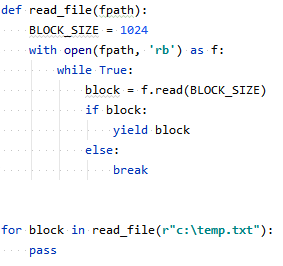 def read_file(fpath):
    BLOCK_SIZE = 1024
    with open(fpath, 'rb') as f:
        while True:
            block = f.read(BLOCK_SIZE)
            if block:
                yield block
            else:
                break
for block in read_file(r"c:\temp.txt"):
    pass